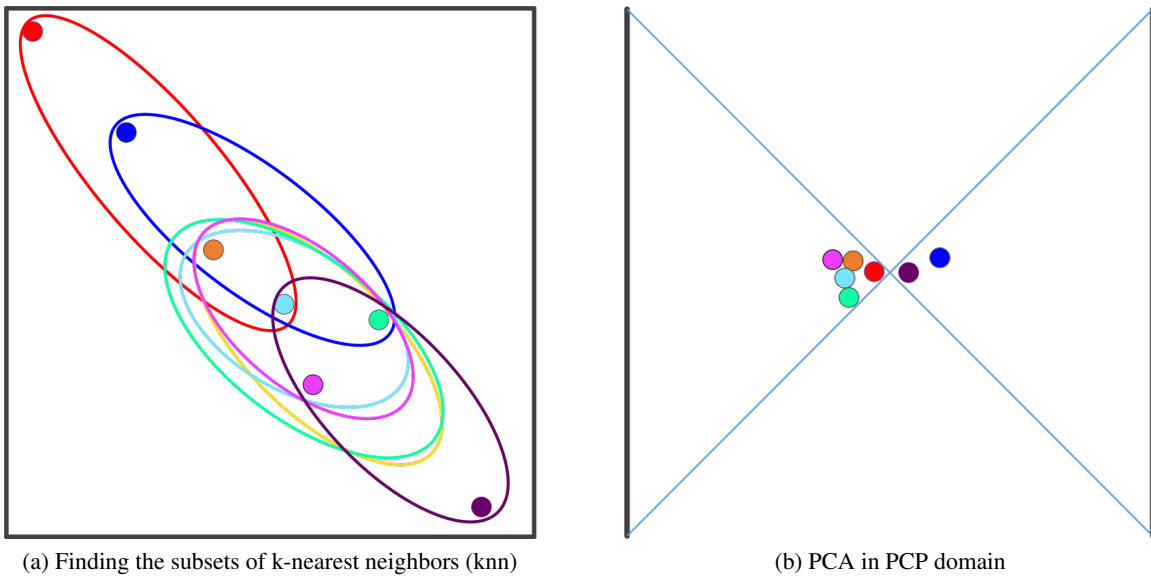 (a) Finding the subsets of k-nearest neighbors (knn)
(b) PCA in PCP domain